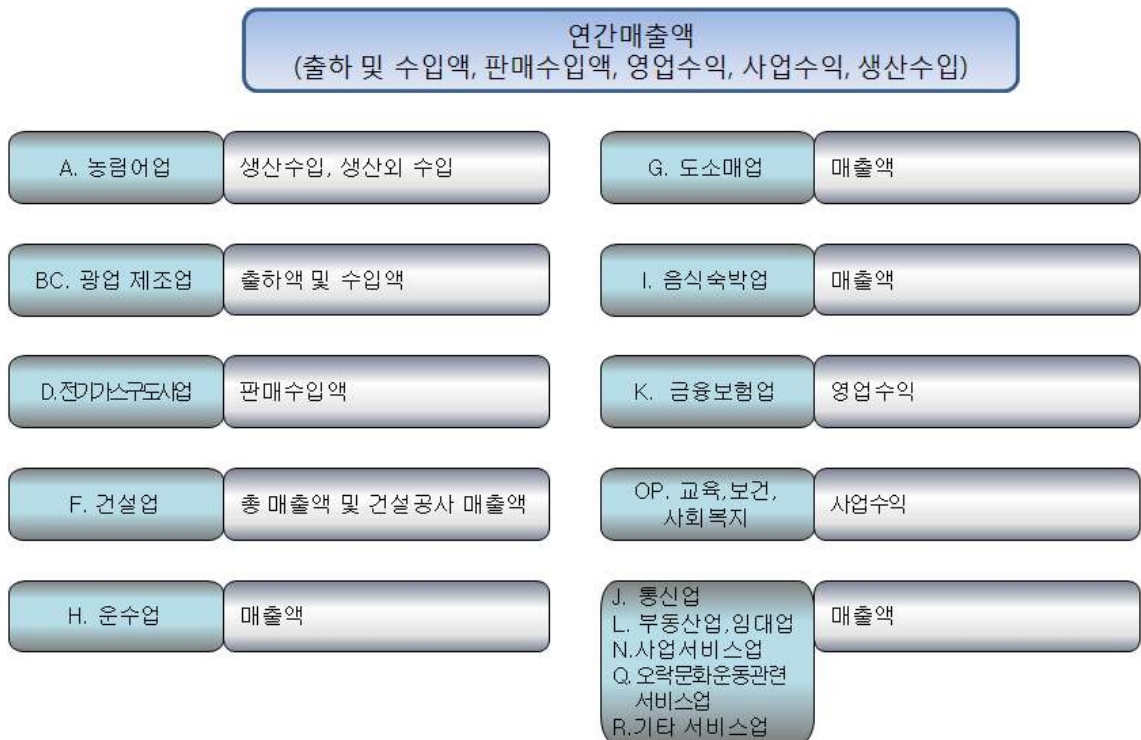 연간매출액
(출하 및 수입액, 판매수입액, 영업수익, 사업수익, 생산수입)
A. 농림어업
생산수입, 생산외 수입
G. 도소매업
매출액
BC. 광업 제조업
출하액 및 수입액
I. 음식숙박업
매출액
D.전기가스구도사업
판매수입액
K. 금융보험업
영업수익
F. 건설업
총 매출액 및 건설공사 매출액
OP. 교육,보건,
사회복지
사업수익
H. 운수업
매출액
J. 통신업
L. 부동산업,임대업
N.사업서비스업
Q.오락문화운동관련
서비스업
R.기타 서비스업
매출액